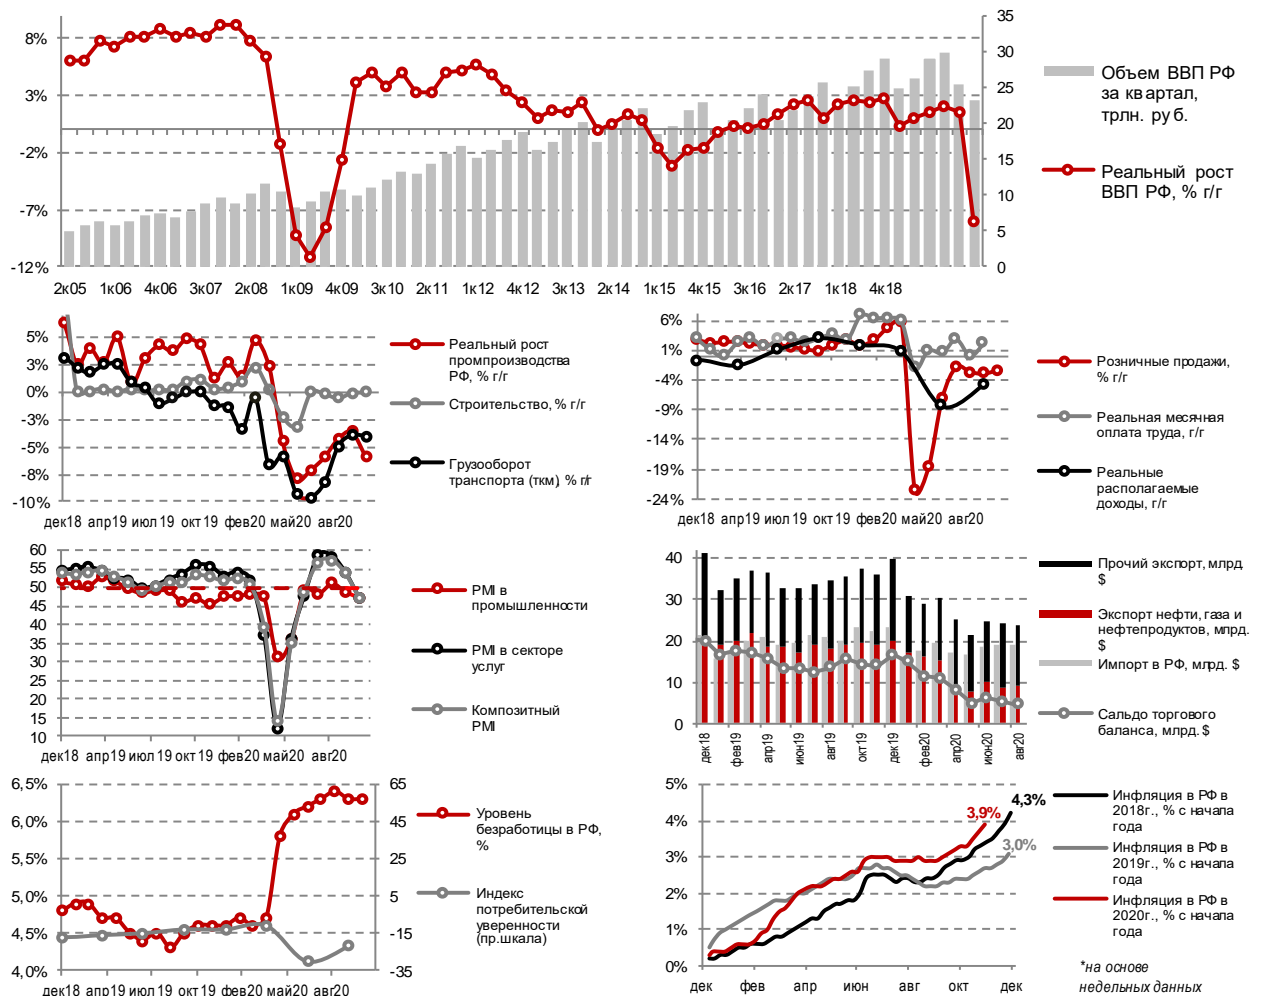 8%
3%
-2%
-7%
-12%
35
30
25
20
15
10
5
0
2к05 1к06 4к06 3к07 2к08 1к09 4к09 3к10 2к11 1к12 4к12 3к13 2к14 1к15 4к15 3к16 2к17 1к18 4к18
Объем ВВП РФ
за квартал,
трлн. руб.
Реальный рост
ВВП РФ, % г/г
5%
3%
0%
-3%
-5%
-8%
-10%
дек18 апр19 июл 19 окт 19 фев20 май20 авг20
Реальный рост
промпроизводства
РФ, % г/г
Строительство, % г/г
Грузооборот
транспорта (ткм), % г/г
6%
1%
-4%
-9%
-14%
-19%
-24%
дек18 апр19 июл 19 окт 19 фев20 май20 авг20
Розничные продажи,
% г/г
Реальная месячная
оплата труда, г/г
Реальные
располагаемые
доходы, г/г
60
55
50
45
40
35
30
25
20
15
10
дек18 апр19 июл 19 окт 19 фев20 май20 авг20
PMI в
промышленности
PMI в секторе
услуг
Композитный
PMI
40
30
20
10
0
дек18 фев19 апр19 июн19 авг19 окт 19 дек19 фев20 апр20 июн20 авг20
Прочий экспорт, млрд.
$
Экспорт нефти, газа и
нефтепродуктов, млрд.
$
Импорт в РФ, млрд. $
Сальдо торгового
баланса, млрд. $
6,5%
6,0%
5,5%
5,0%
4,5%
4,0%
65
45
25
5
-15
-35
дек18 апр19 июл 19 окт 19 фев20 май20 авг20
Уровень
безработицы в РФ,
%
Индекс
потребительской
уверенности
(пр.шкала)
5%
4%
3%
2%
1%
0%
дек фев апр июн авг окт дек
3,9%
4,3%
3,0%
Инфляция в РФ в
2018г., % с начала
года
Инфляция в РФ в
2019г., % с начала
года
Инфляция в РФ в
2020г., % с начала
года
*на основе
недельных данных